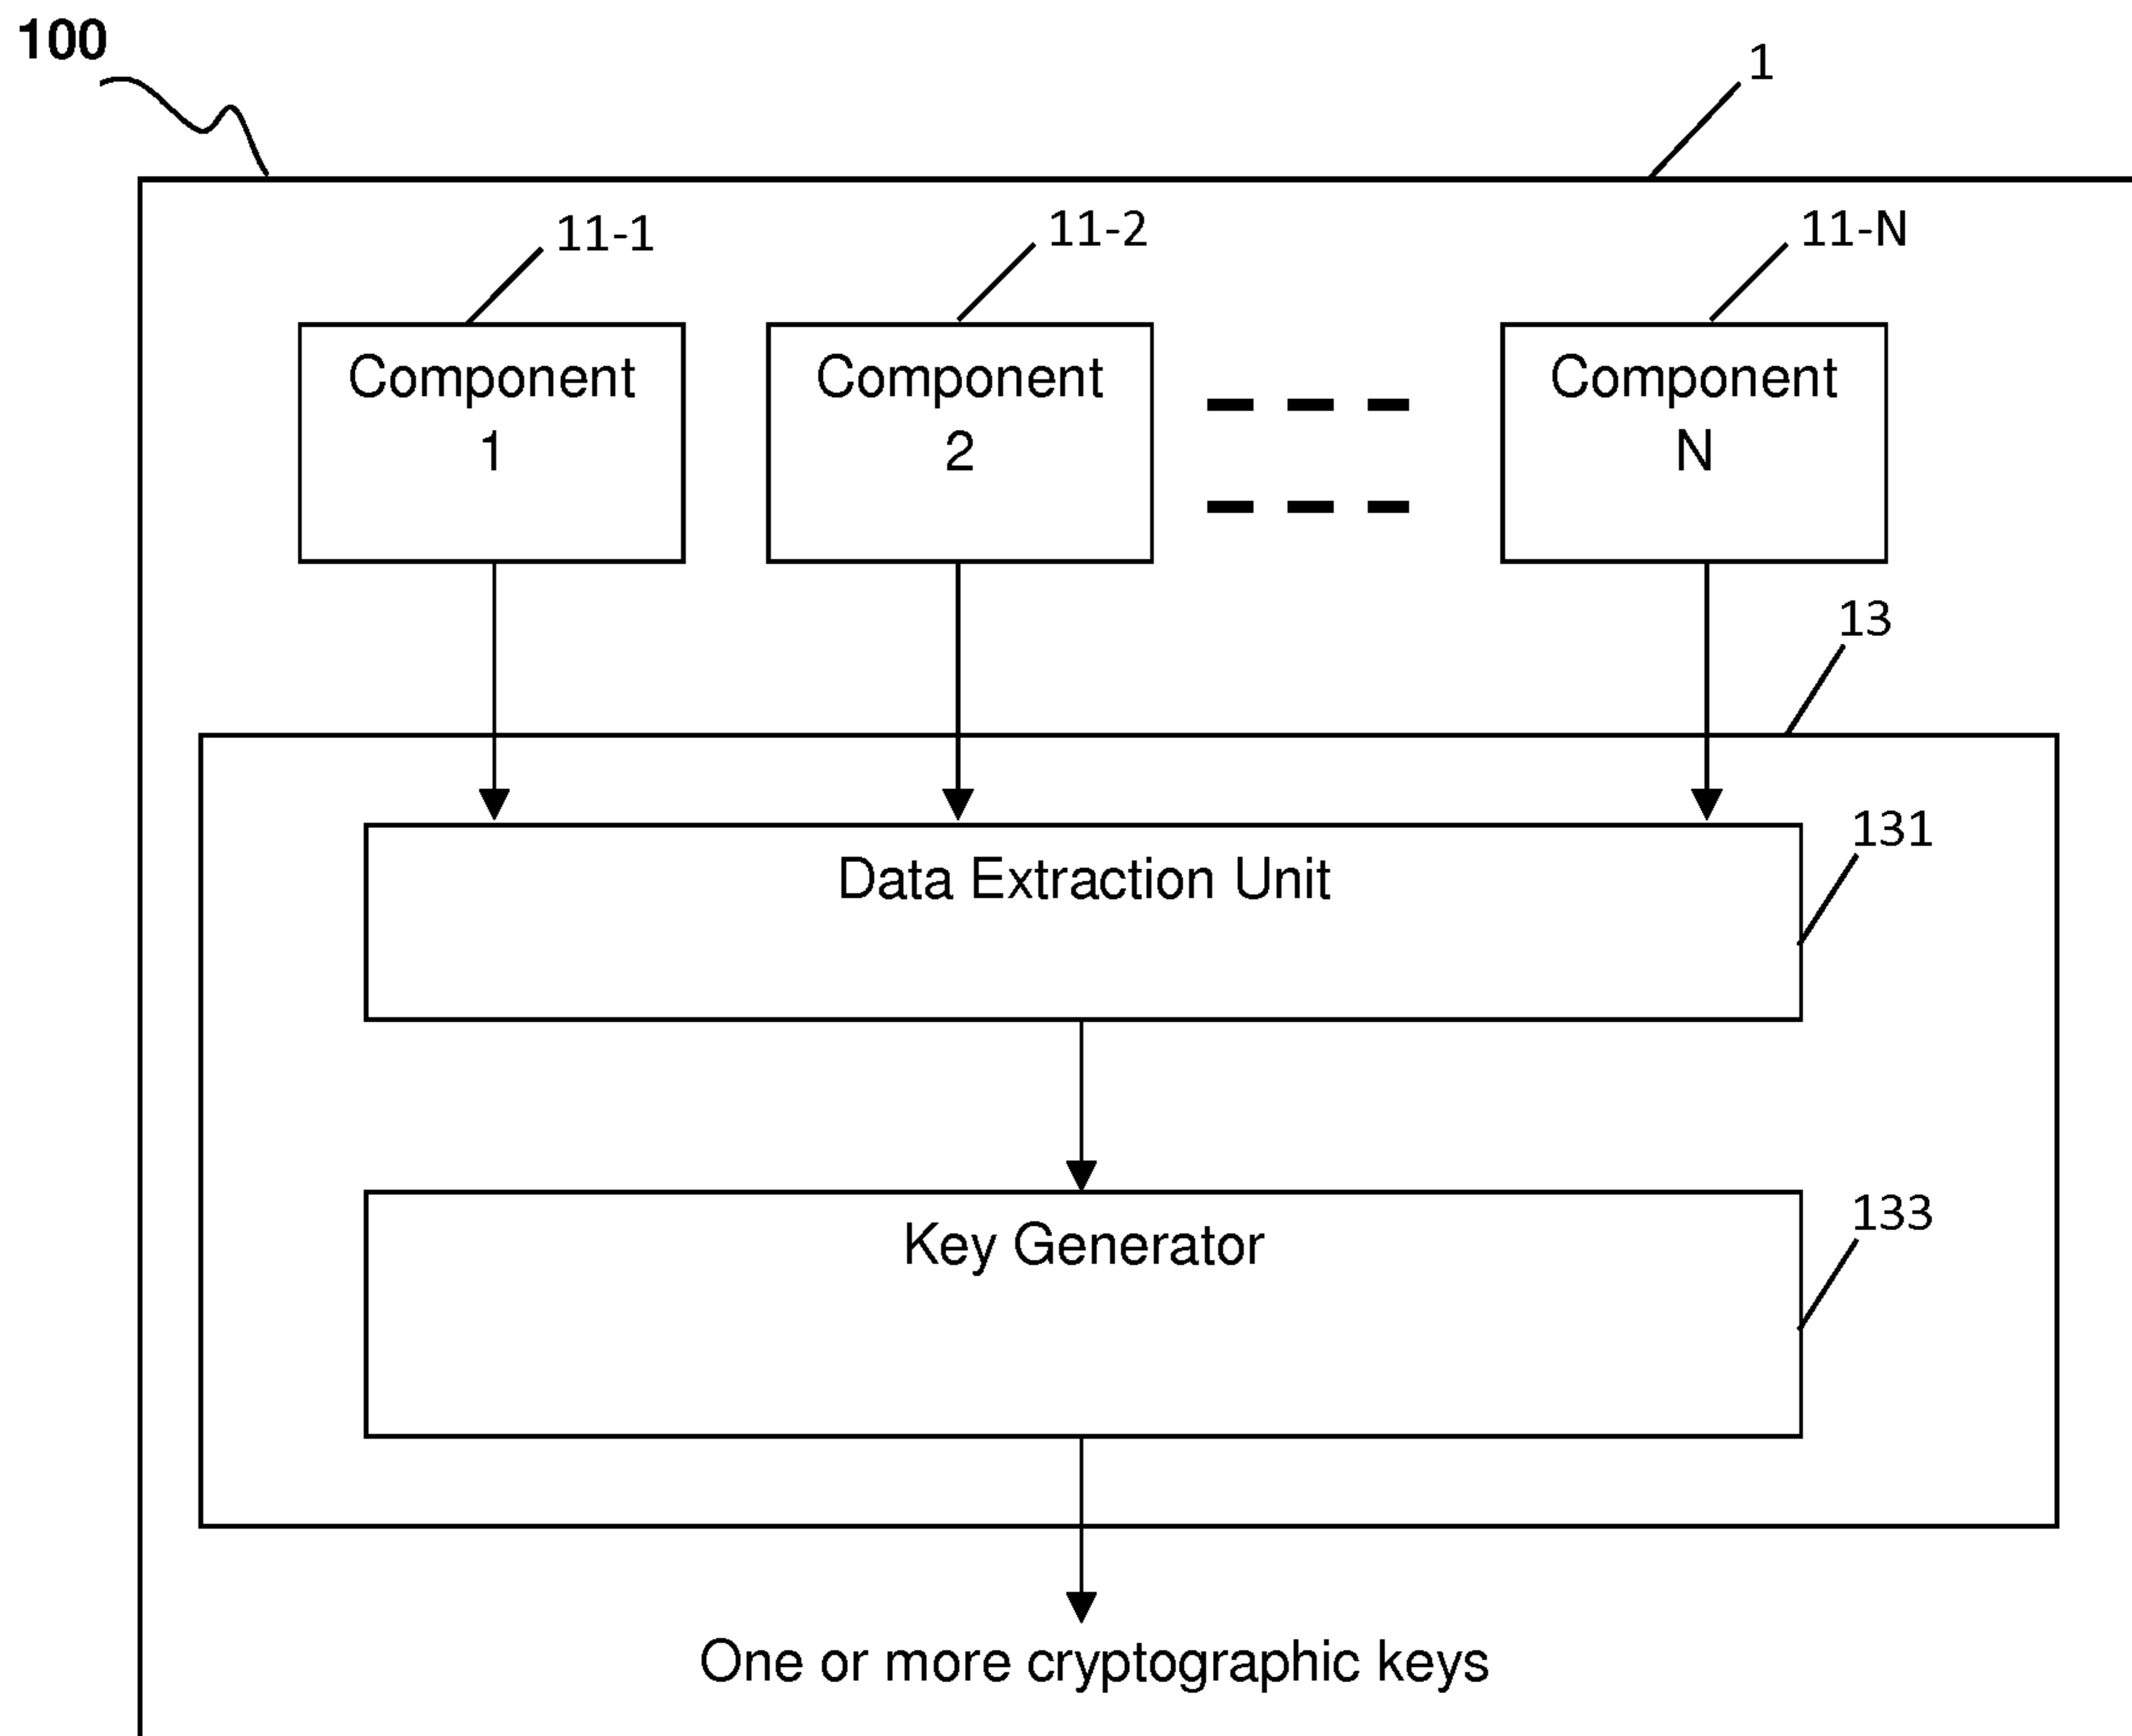 100
1
11-1
11-2
11-N
Component
1
Component
2
Component
N
13
131
Data Extraction Unit
133
Key Generator
One or more cryptographic keys